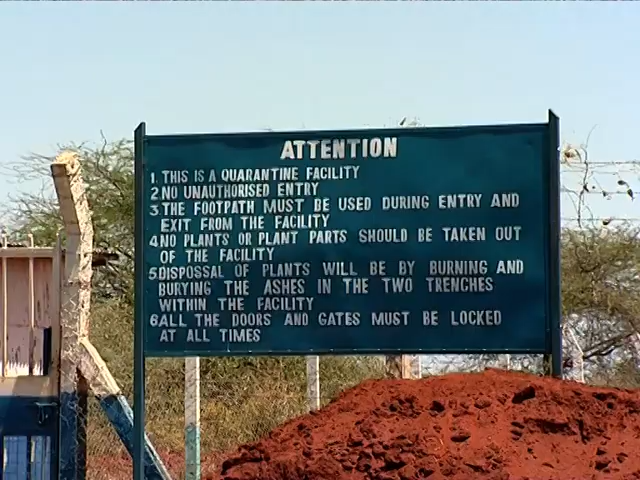 ATTENTION
1. THIS IS A QUARANTINE FACILITY
2 NO UNAUTHORISED ENTRY
3 THE FOOTPATH MUST BE USED DURING ENTRY AND
EXIT FROM THE FACILITY
4 NO PLANTS OR PLANT PARTS SHOULD BE TAKEN OUT
OF THE FACILITY
5 DISPOSSAL OF PLANTS WILL BE BY BURNING AND
BURYING THE ASHES IN THE TWO TRENCHES
WITHIN THE FACILITY
6 ALL THE DOORS AND GATES MUST BE LOCKED
AT ALL TIMES